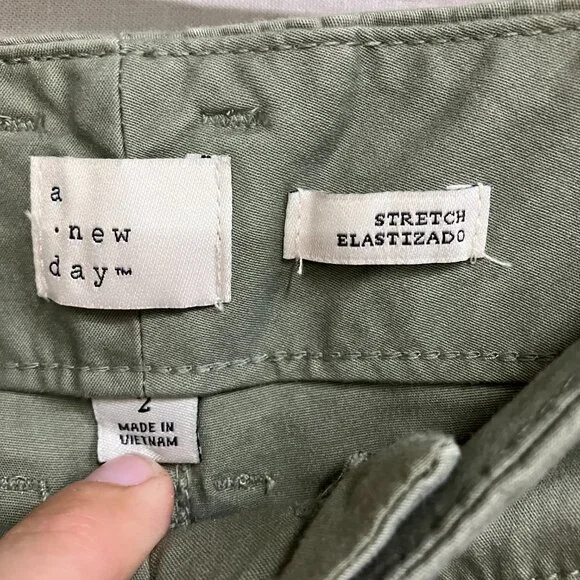 a
·new
day™
STRETCH
ELASTIZADO
2
MADE IN
VIETNAM